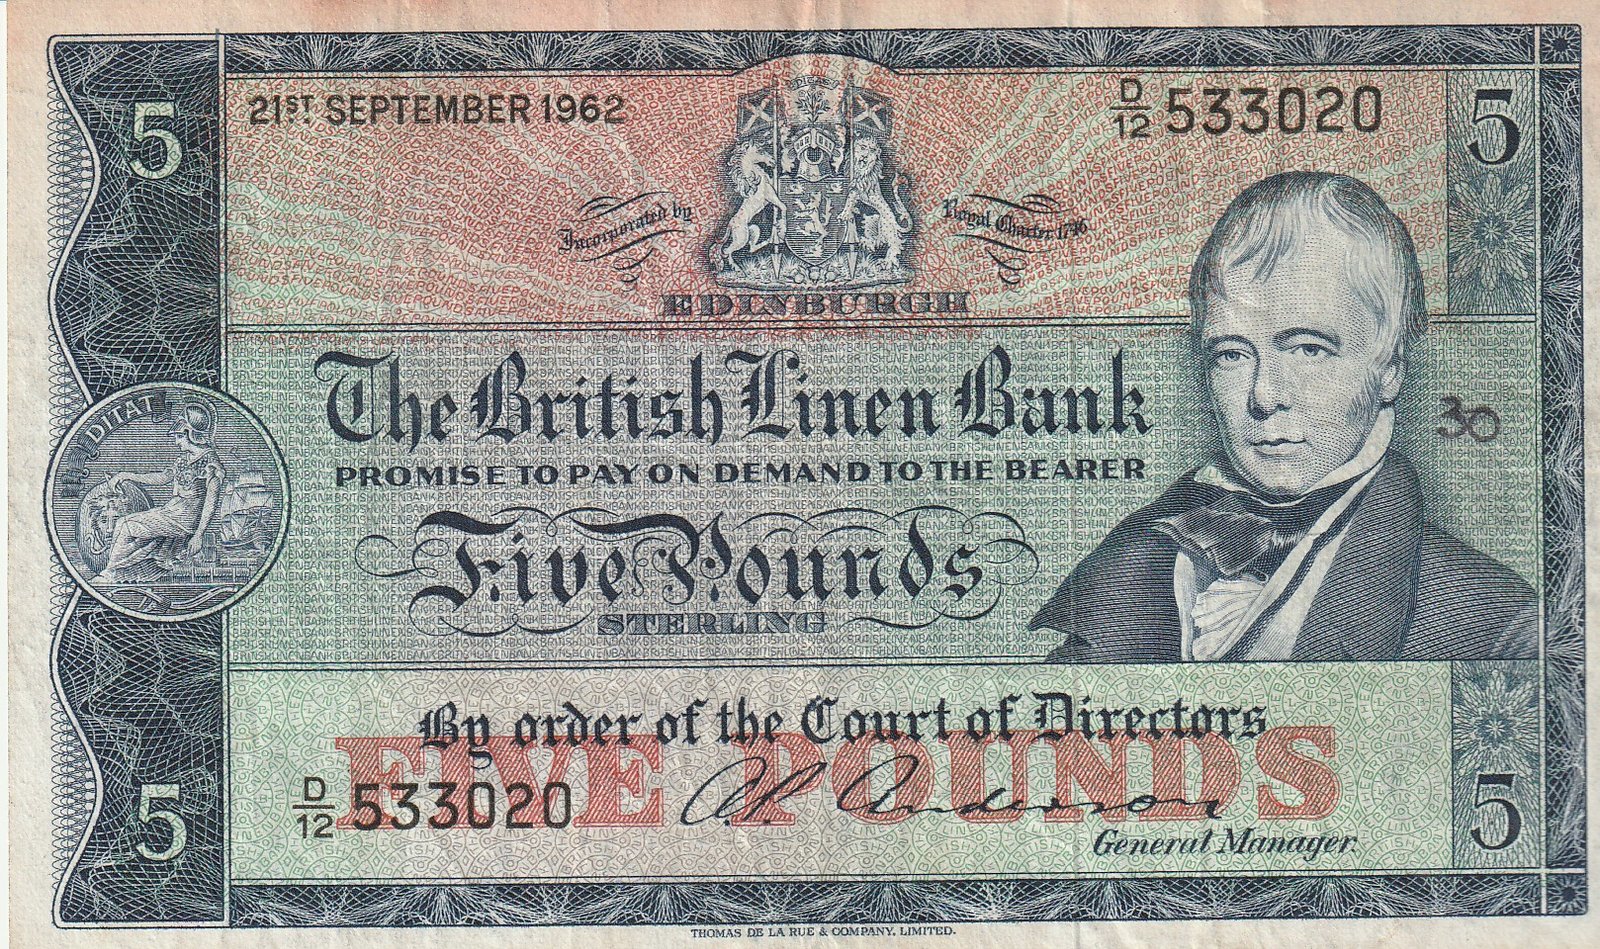 5
21ST SEPTEMBER 1962
D/12 533020
5
Incorporated by
Royal Charter 1746
EDINBURGH
The British Linen Bank
30
DITAT
PROMISE TO PAY ON DEMAND TO THE BEARER
Five Pounds
STERLING
By order of the Court of Directors
FIVE POUNDS
5
D/12 533020
5
General Manager
THOMAS DE LA RUE & COMPANY, LIMITED.